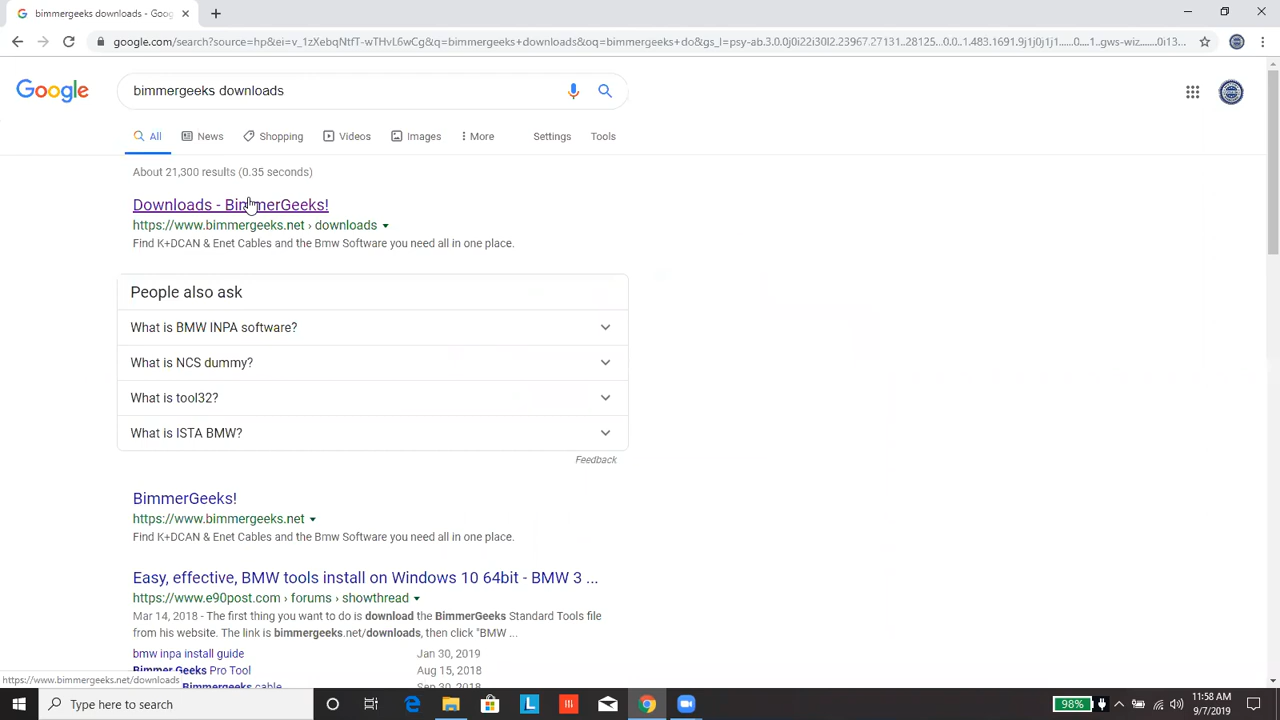 bimmergeeks downloads - Goog
google.com/search?source=hp&ei=v_1zXebqNtfT-wTHvL6wCg&q=bimmergeeks+downloads&oq=bimmergeeks+do&gs_l=psy-ab.3.0.0j0i22i30l2.23967.27131..28125...0.0..1.483.1691.9j1j0j1j1......0....1..gws-wiz.......0i13...
Google
bimmergeeks downloads
All
News
Shopping
Videos
Images
More
Settings
Tools
About 21,300 results (0.35 seconds)
Downloads - BimmerGeeks!
https://www.bimmergeeks.net › downloads
Find K+DCAN & Enet Cables and the Bmw Software you need all in one place.
People also ask
What is BMW INPA software?
What is NCS dummy?
What is tool32?
What is ISTA BMW?
Feedback
BimmerGeeks!
https://www.bimmergeeks.net
Find K+DCAN & Enet Cables and the Bmw Software you need all in one place.
Easy, effective, BMW tools install on Windows 10 64bit - BMW 3 ...
https://www.e90post.com › forums › showthread
Mar 14, 2018 - The first thing you want to do is download the BimmerGeeks Standard Tools file
from his website. The link is bimmergeeks.net/downloads, then click "BMW ...
bmw inpa install guide Jan 30, 2019
Bimmer Geeks Pro Tool Aug 15, 2018
https://www.bimmergeeks.net/downloads
Bimmergeeks cable Sep 30, 2018
Type here to search
98%
11:58 AM
9/7/2019